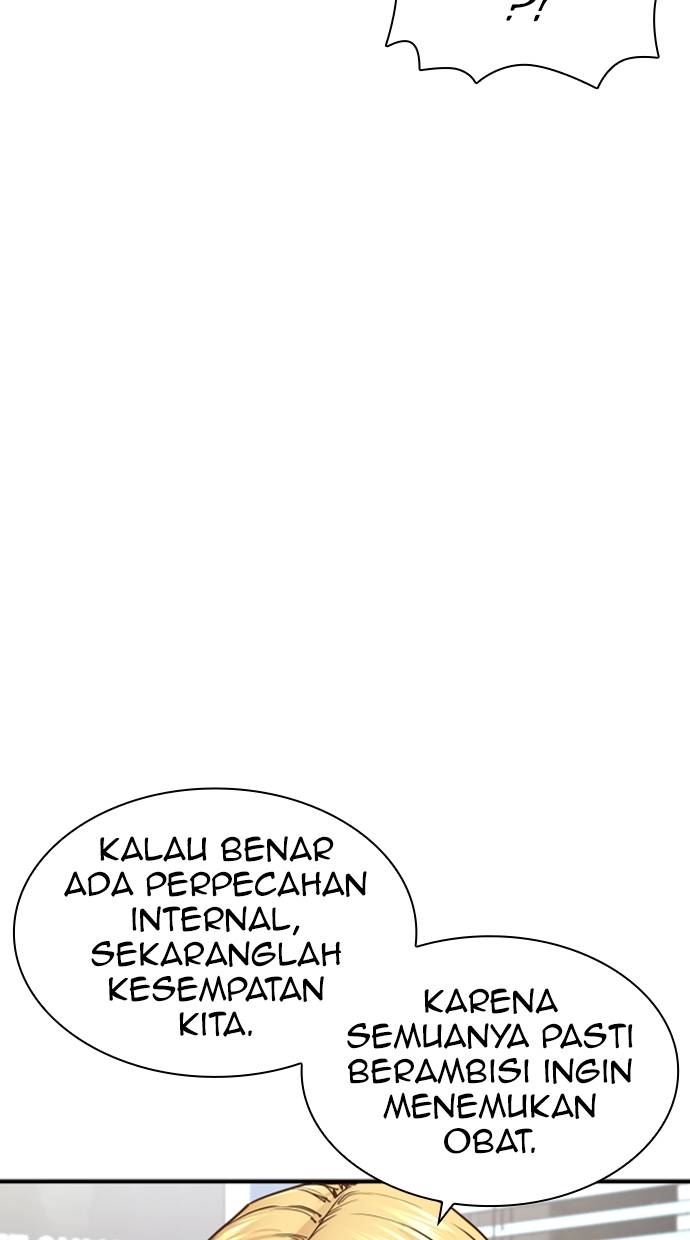 ?!
KALAU BENAR
ADA PERPECAHAN
INTERNAL,
SEKARANGLAH
KESEMPATAN
KITA.
KARENA
SEMUANYA PASTI
BERAMBISI INGIN
MENEMUKAN
OBAT.